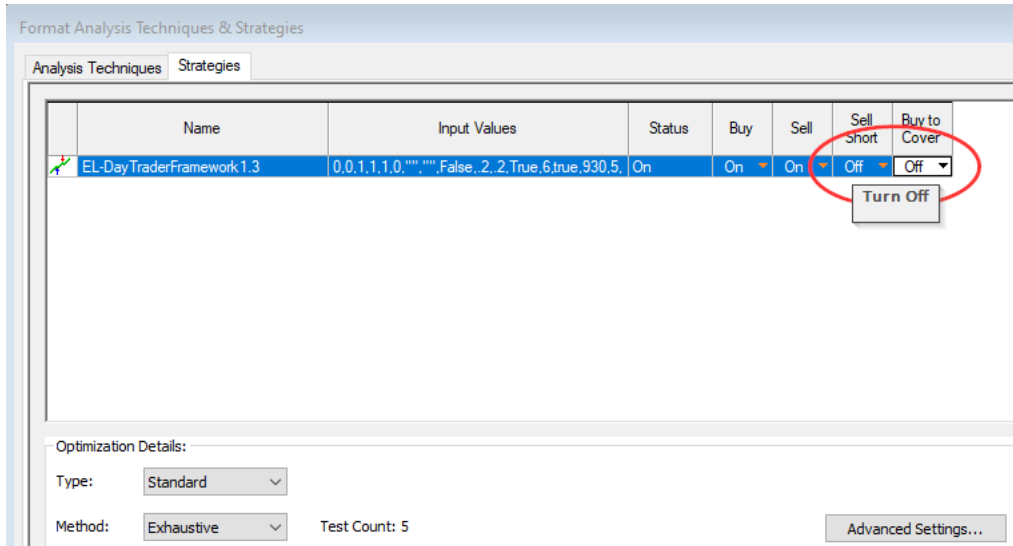 Format Analysis Techniques & Strategies
Analysis Techniques Strategies
Name Input Values Status Buy Sell Sell Short Buy to Cover
EL-DayTraderFramework1.3 0,0,1,1,1,0,"","",False,.2,.2,True,6,true,930,5, On On On Off Off
Turn Off
Optimization Details:
Type: Standard
Method: Exhaustive Test Count: 5 Advanced Settings...